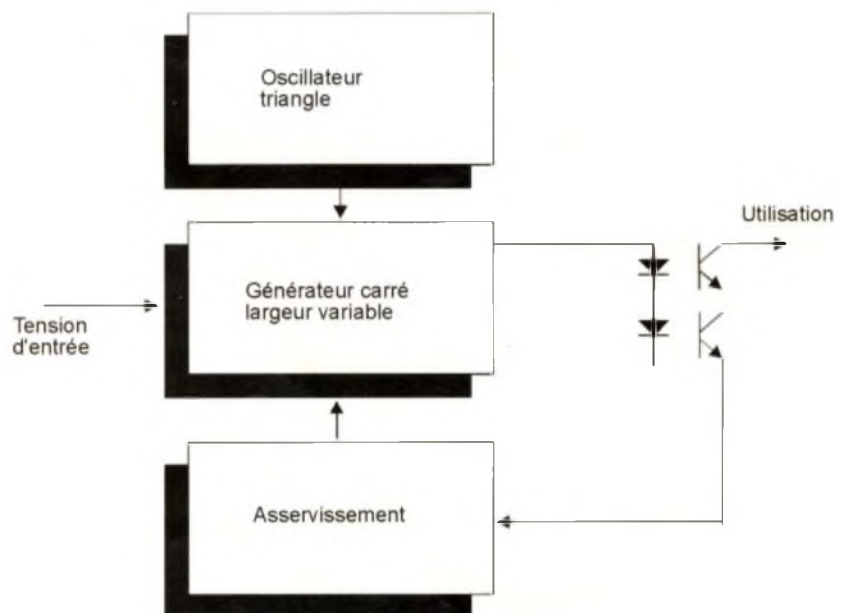 Oscillateur
triangle
Utilisation
Générateur carré
largeur variable
Tension
d'entrée
Asservissement